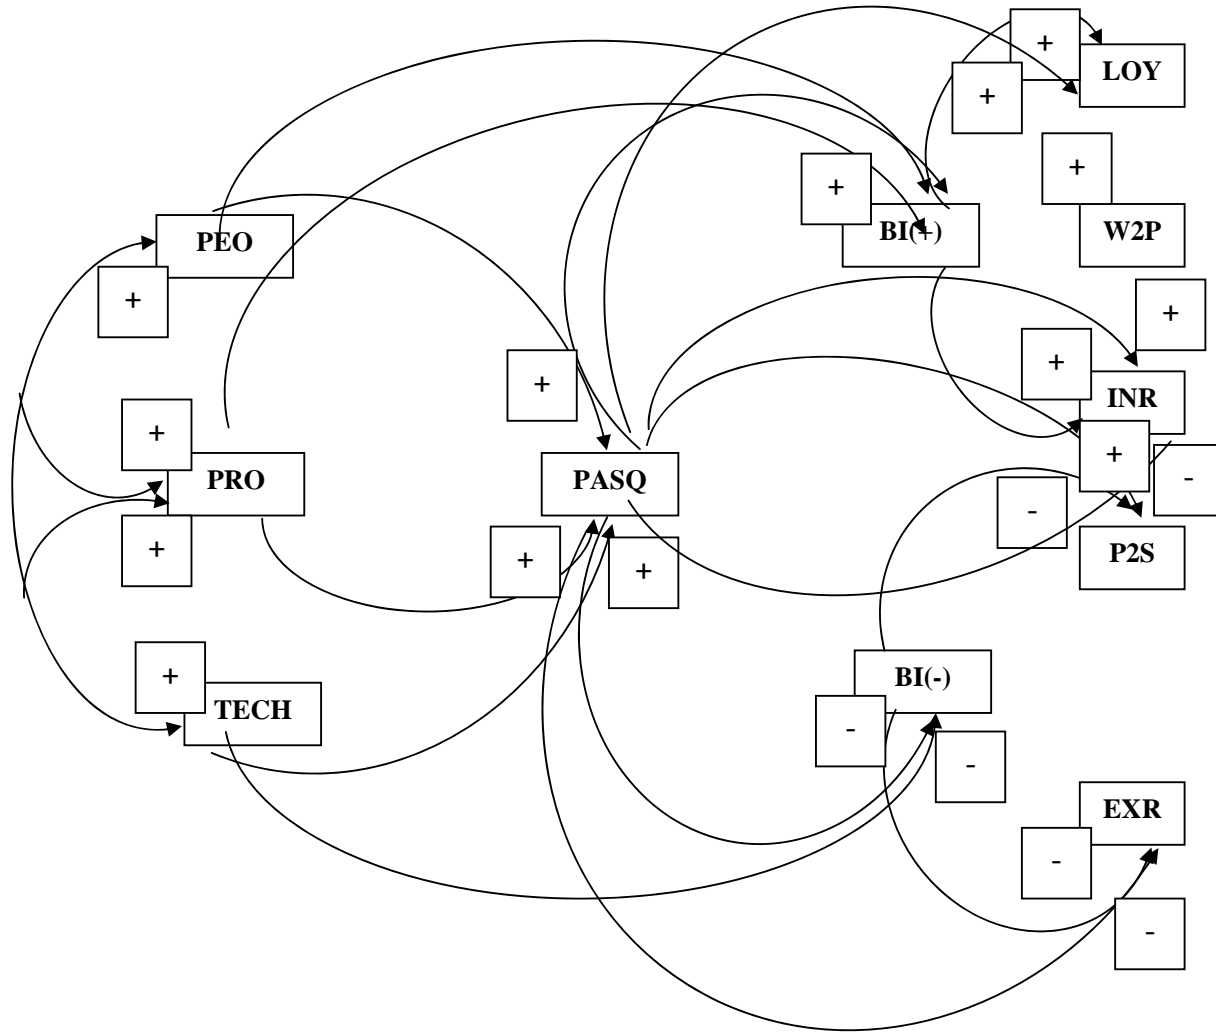 +
LOY
+
+
+
W2P
BI(+)
PEO
+
+
+
INR
+
+
+
PRO
PASQ
+
-
-
+
+
+
P2S
+
TECH
BI(-)
-
-
EXR
-
-